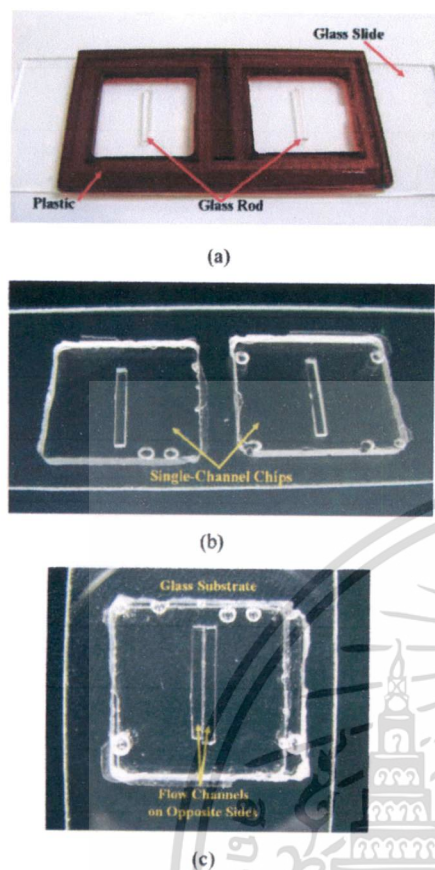 Glass Slide
Plastic
Glass Rod
(a)
Single-Channel Chips
(b)
Glass Substrate
Flow Channels
on Opposite Sides
(c)